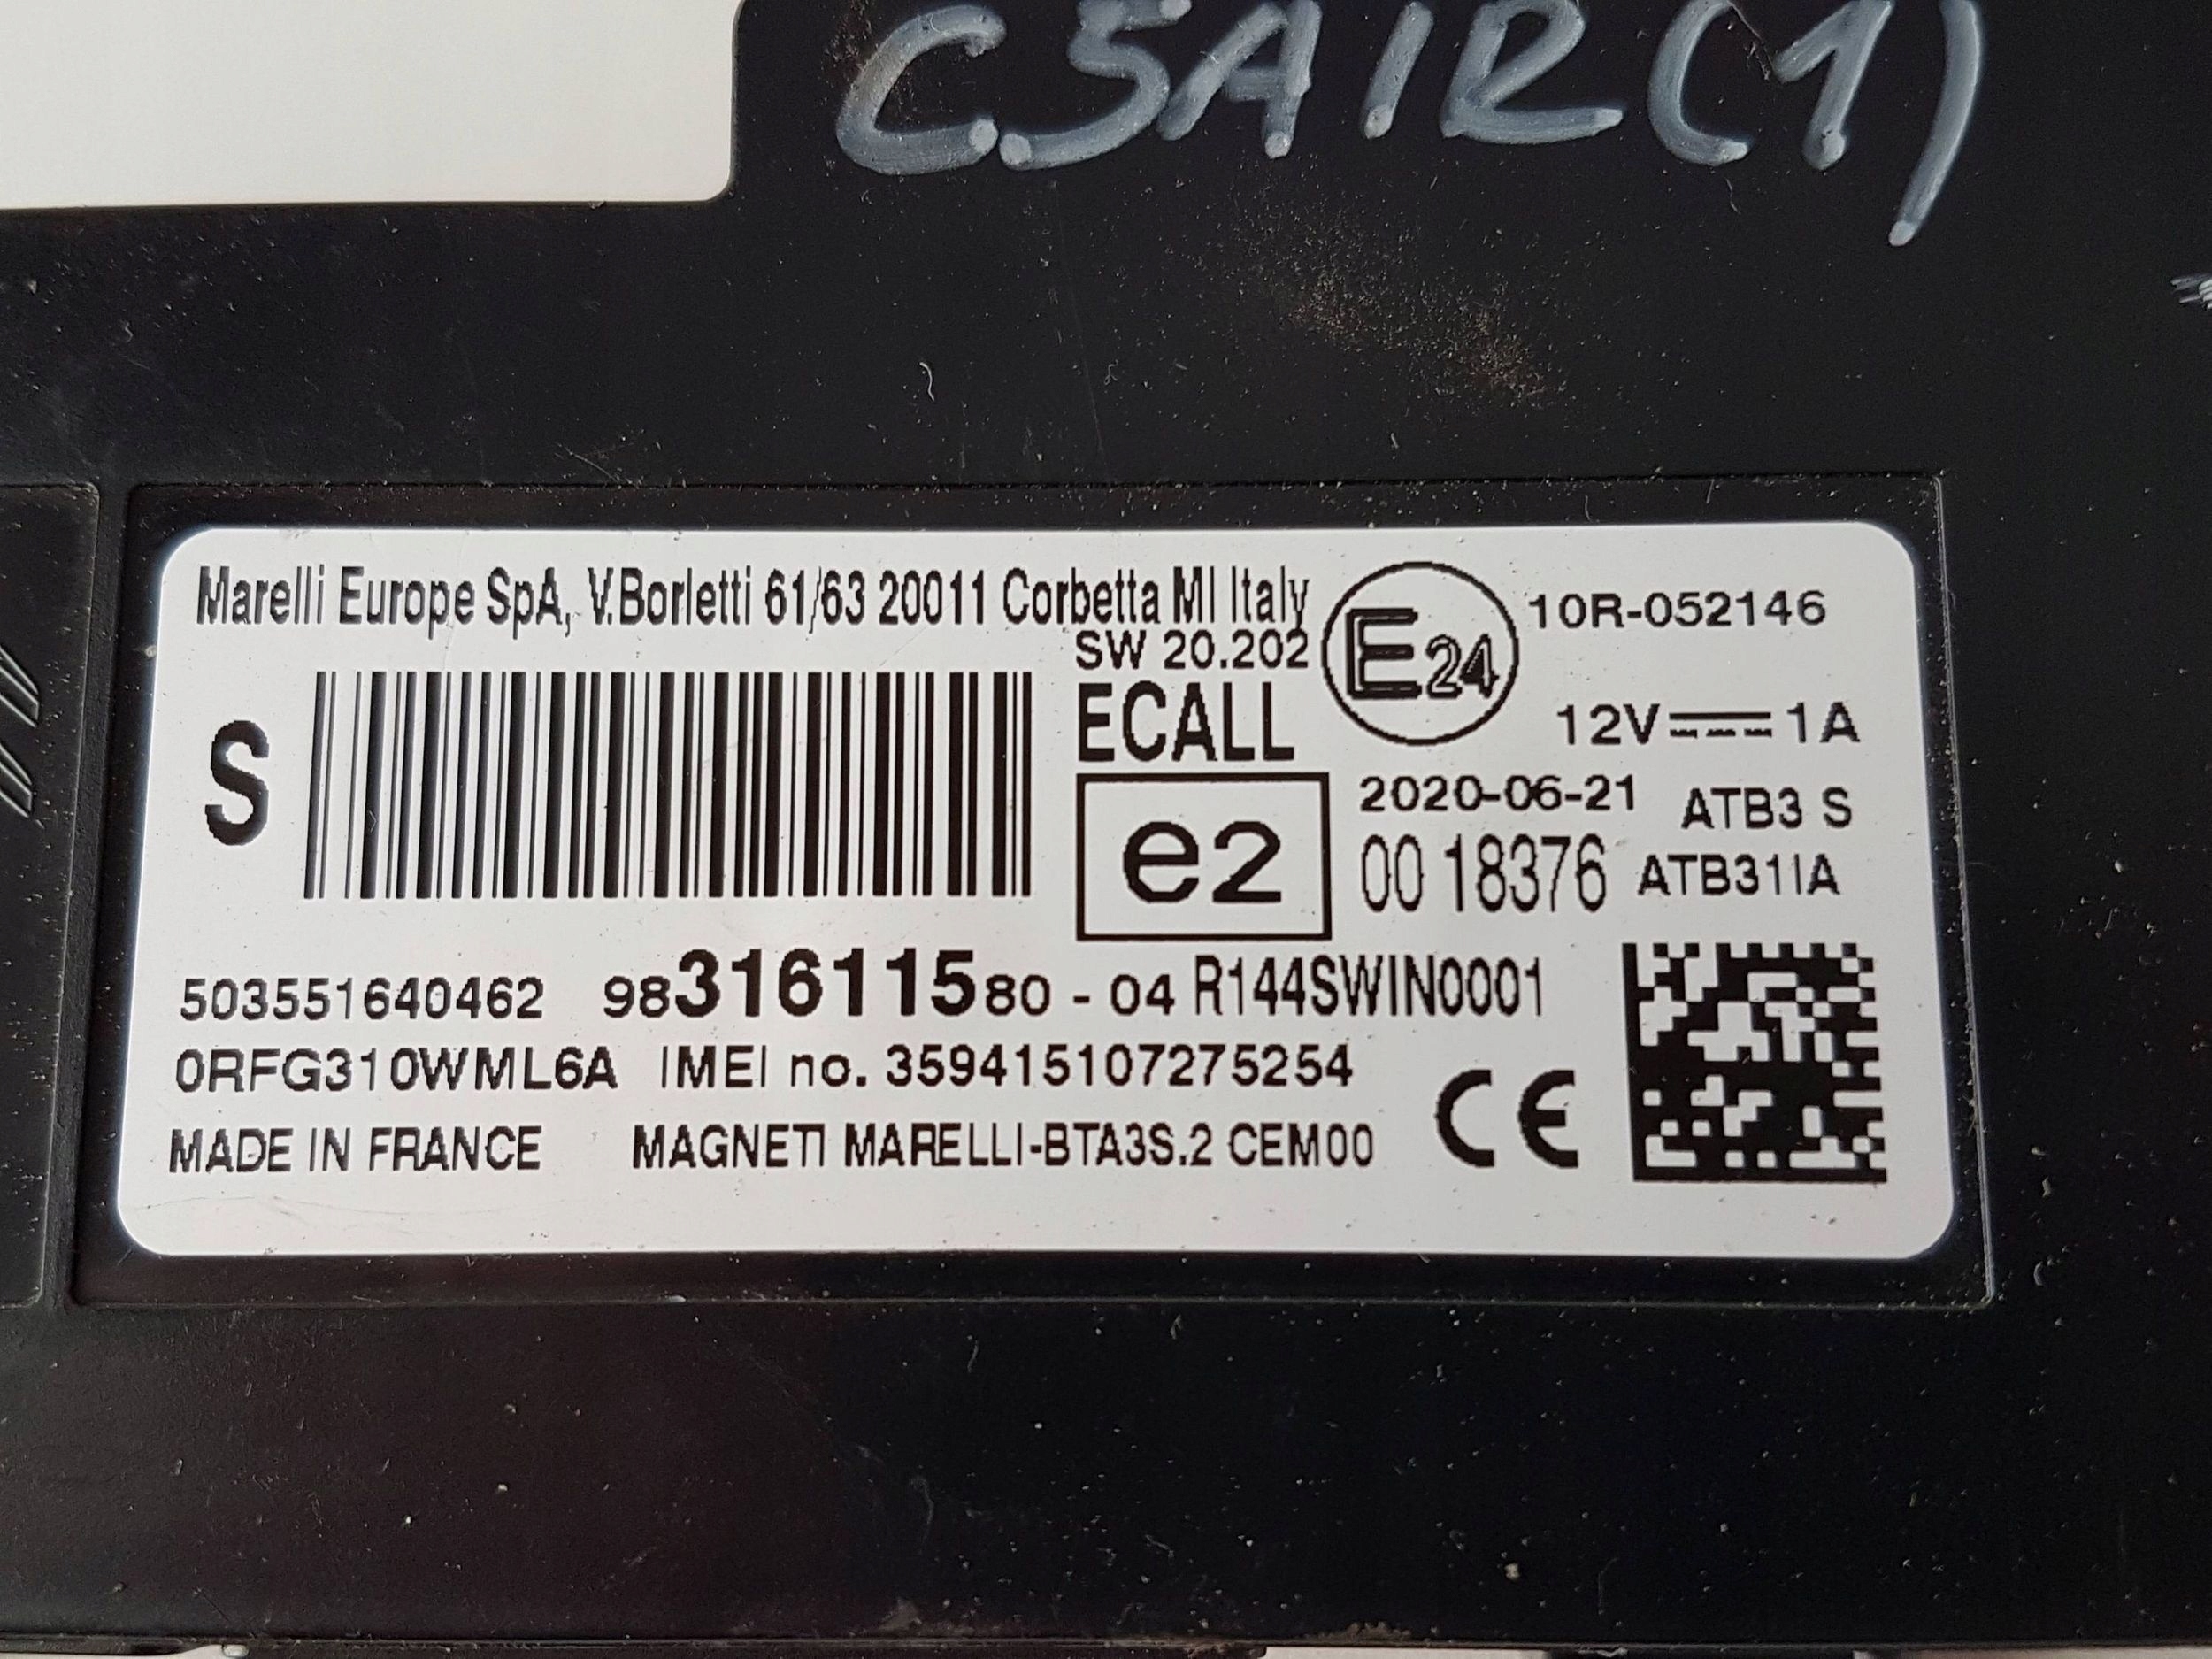 C5AIR(1)
Marelli Europe SpA, V.Borletti 61/63 20011 Corbetta MI Italy
SW 20.202
E24
10R-052146
S
ECALL
12V 1A
e2
2020-06-21
ATB3 S
00 18376
ATB31IA
503551640462 9831611580 - 04 R144SWIN0001
0RFG310WML6A IMEI no. 359415107275254
MADE IN FRANCE MAGNETI MARELLI-BTA3S.2 CEM00
CE